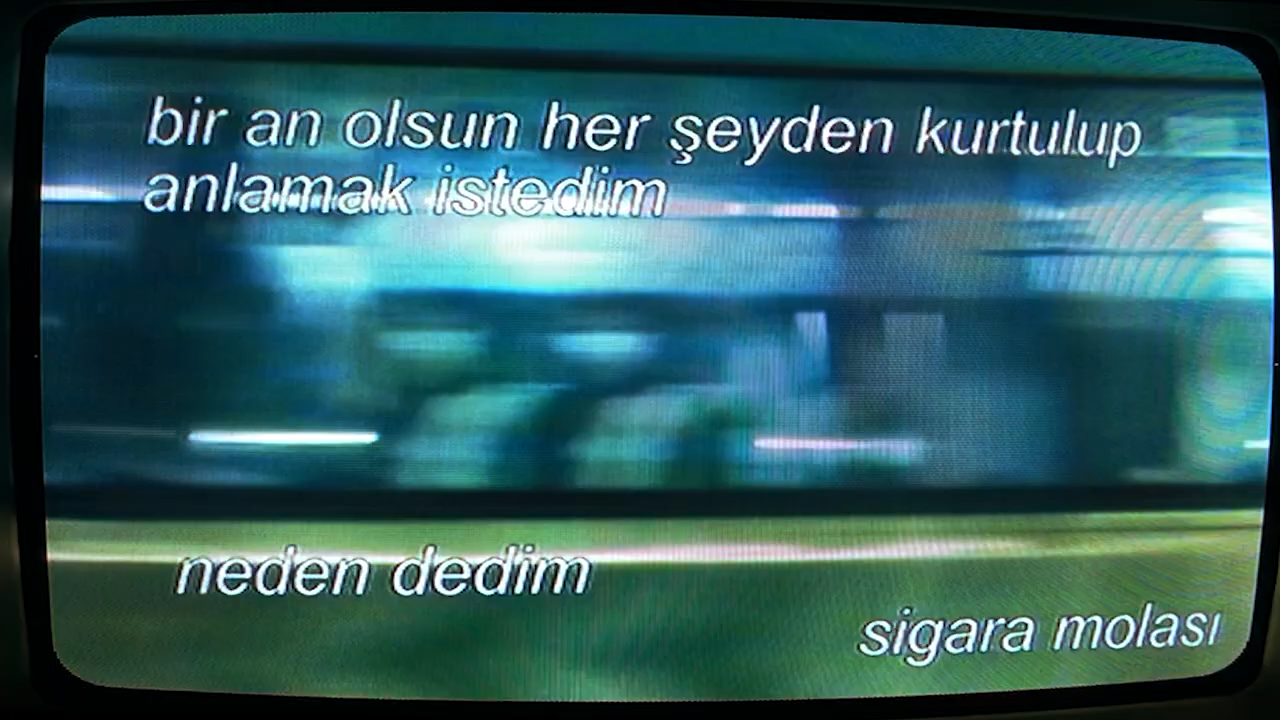 bir an olsun her şeyden kurtulup
anlamak istedim
neden dedim
sigara molası